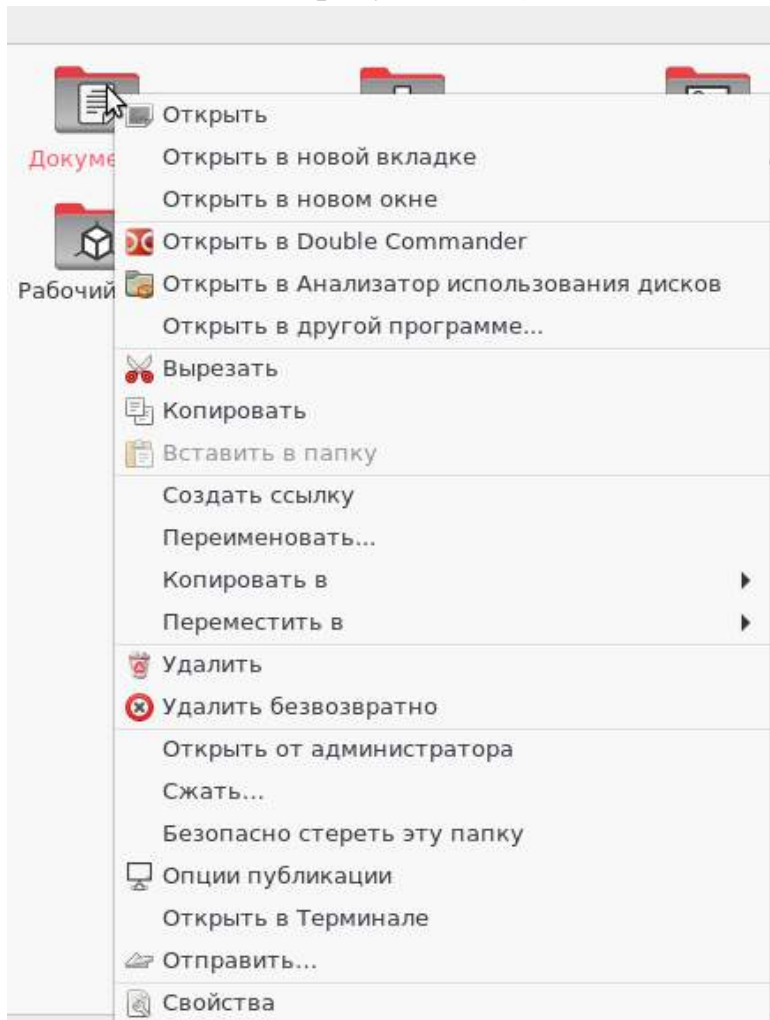 Открыть
Докуме
Открыть в новой вкладке
Открыть в новом окне
Открыть в Double Commander
Рабочий
Открыть в Анализатор использования дисков
Открыть в другой программе...
Вырезать
Копировать
Вставить в папку
Создать ссылку
Переименовать...
Копировать в
Переместить в
Удалить
Удалить безвозвратно
Открыть от администратора
Сжать...
Безопасно стереть эту папку
Опции публикации
Открыть в Терминале
Отправить...
Свойства